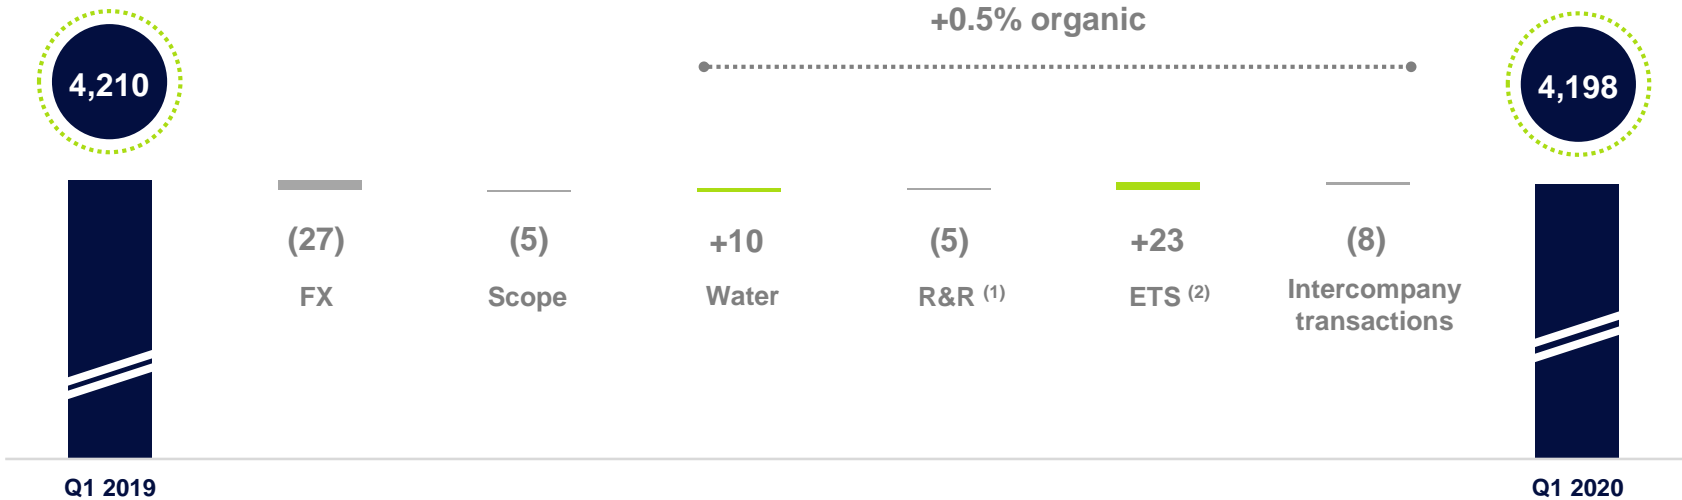 +0.5% organic
4,210
4,198
(27)
(5)
+10
(5)
+23
(8)
FX
Scope
Water
R&R (1)
ETS (2)
Intercompany
transactions
Q1 2019
Q1 2020